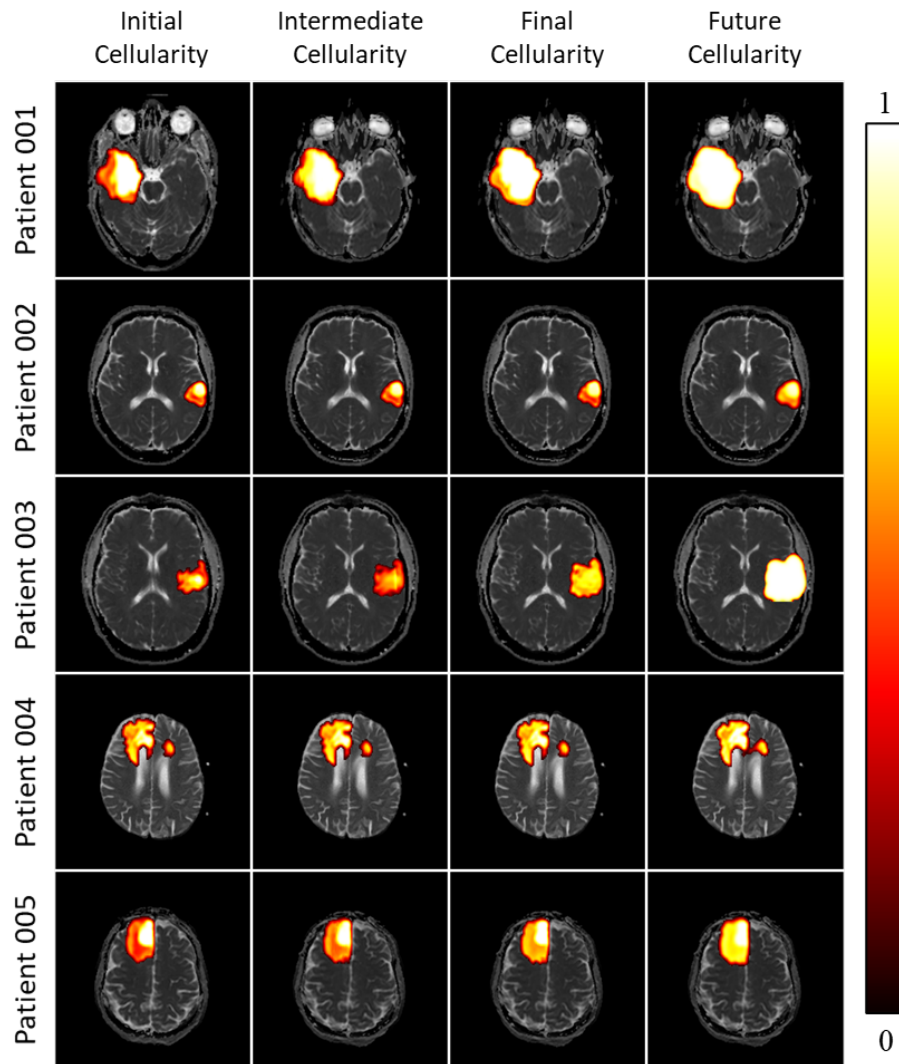 Initial
Cellularity
Intermediate
Cellularity
Final
Cellularity
Future
Cellularity
1
Patient 001
Patient 002
Patient 003
Patient 004
Patient 005
0